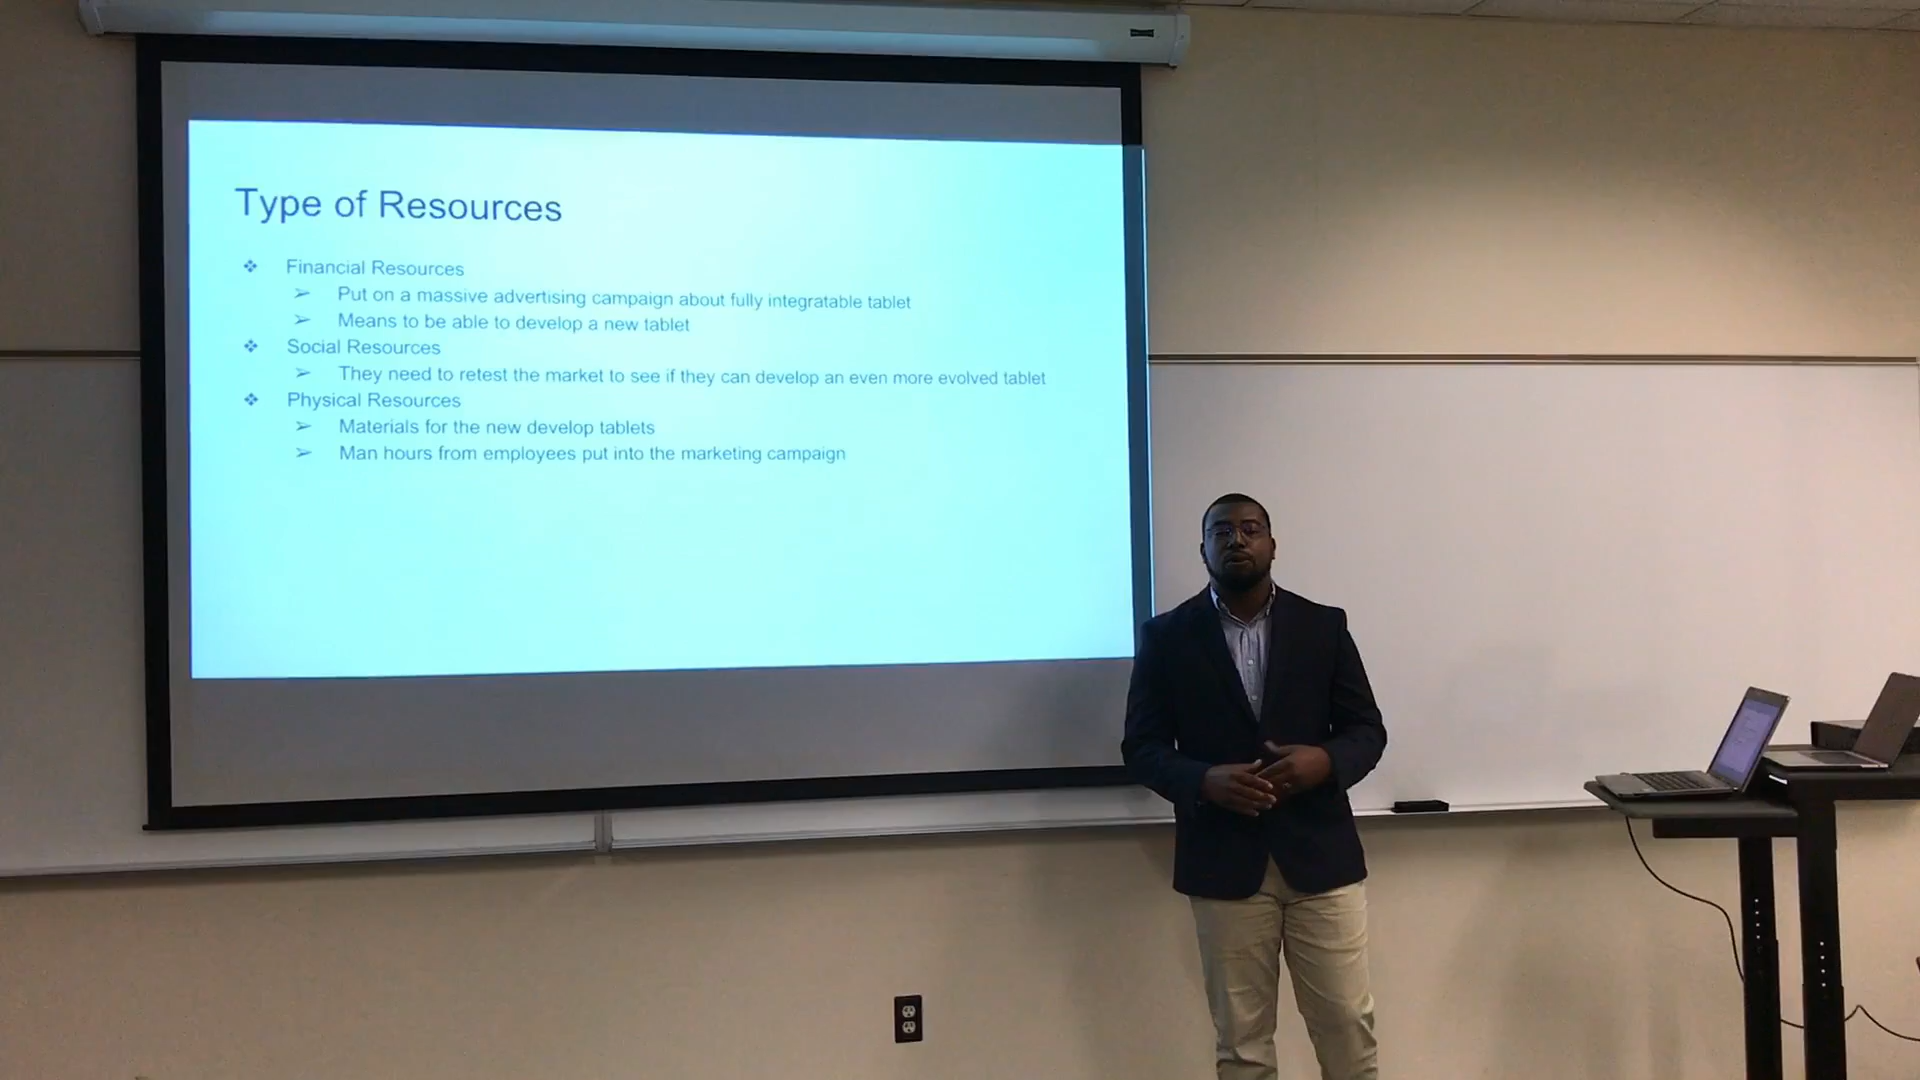 Type of Resources
❖ Financial Resources
➢ Put on a massive advertising campaign about fully integratable tablet
➢ Means to be able to develop a new tablet
❖ Social Resources
➢ They need to retest the market to see if they can develop an even more evolved tablet
❖ Physical Resources
➢ Materials for the new develop tablets
➢ Man hours from employees put into the marketing campaign